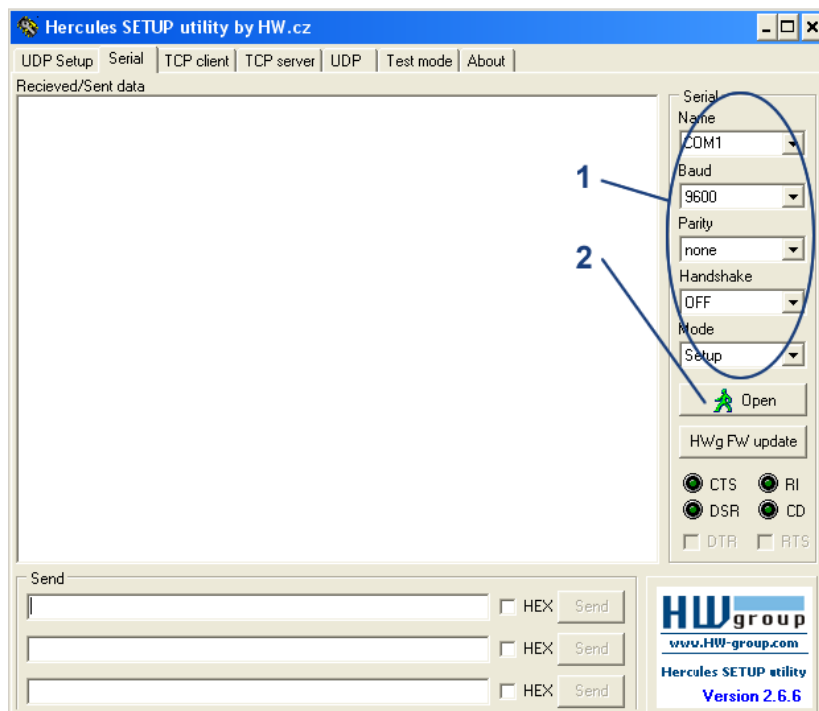 Hercules SETUP utility by HW.cz
UDP Setup Serial TCP client TCP server UDP Test mode About
Recieved/Sent data
Serial
Name
COM1
1
Baud
9600
Parity
none
2
Handshake
OFF
Mode
Setup
Open
HWg FW update
CTS RI
DSR CD
DTR RTS
Send
HEX Send
HEX Send
HEX Send
HW group
www.HW-group.com
Hercules SETUP utility
Version 2.6.6